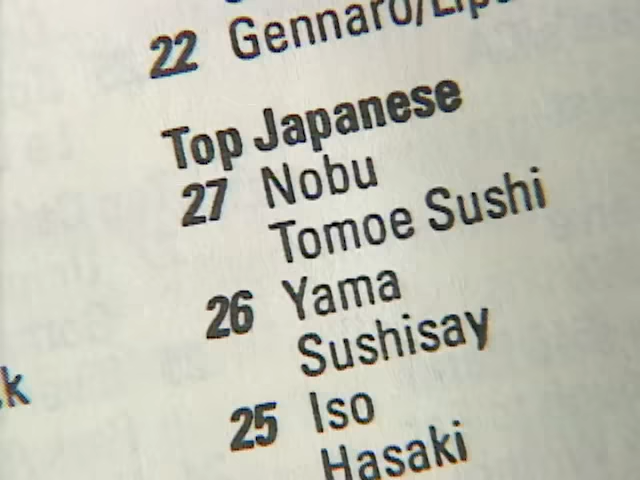 22 Gennaro/
Top Japanese
27 Nobu
Tomoe Sushi
26 Yama
Sushisay
25 Iso
Hasaki